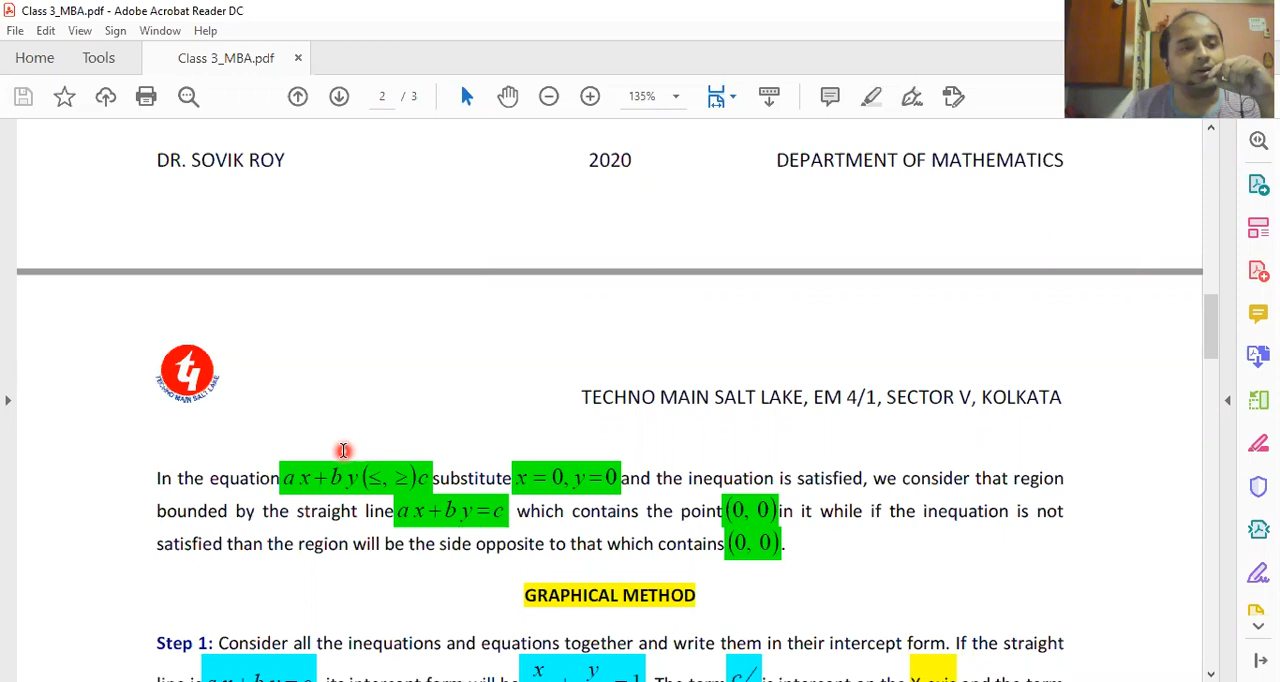 Class 3_MBA.pdf - Adobe Acrobat Reader DC
File Edit View Sign Window Help
Home Tools Class 3_MBA.pdf ×
2 / 3 135%
DR. SOVIK ROY 2020 DEPARTMENT OF MATHEMATICS
TECHNO MAIN SALT LAKE
TECHNO MAIN SALT LAKE, EM 4/1, SECTOR V, KOLKATA
In the equation a x + b y (≤, ≥) c substitute x = 0, y = 0 and the inequation is satisfied, we consider that region
bounded by the straight line a x + b y = c which contains the point (0, 0) in it while if the inequation is not
satisfied than the region will be the side opposite to that which contains (0, 0).
GRAPHICAL METHOD
Step 1: Consider all the inequations and equations together and write them in their intercept form. If the straight